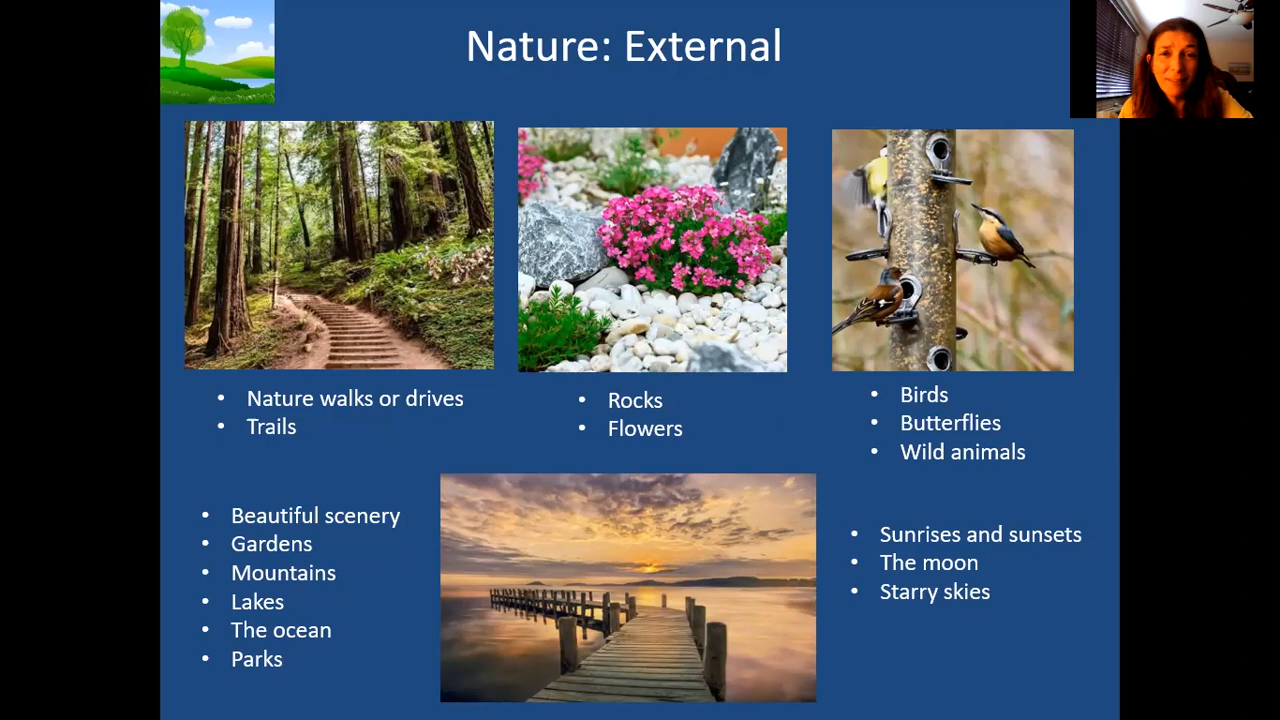 Nature: External
• Nature walks or drives
• Trails
• Rocks
• Flowers
• Birds
• Butterflies
• Wild animals
• Beautiful scenery
• Gardens
• Mountains
• Lakes
• The ocean
• Parks
• Sunrises and sunsets
• The moon
• Starry skies